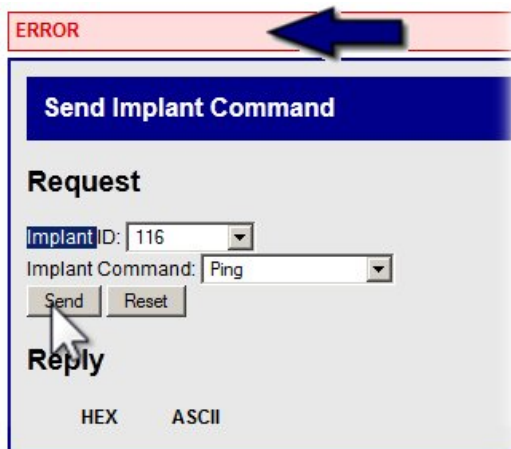 ERROR
Send Implant Command
Request
Implant ID: 116
Implant Command: Ping
Send Reset
Reply
HEX ASCII